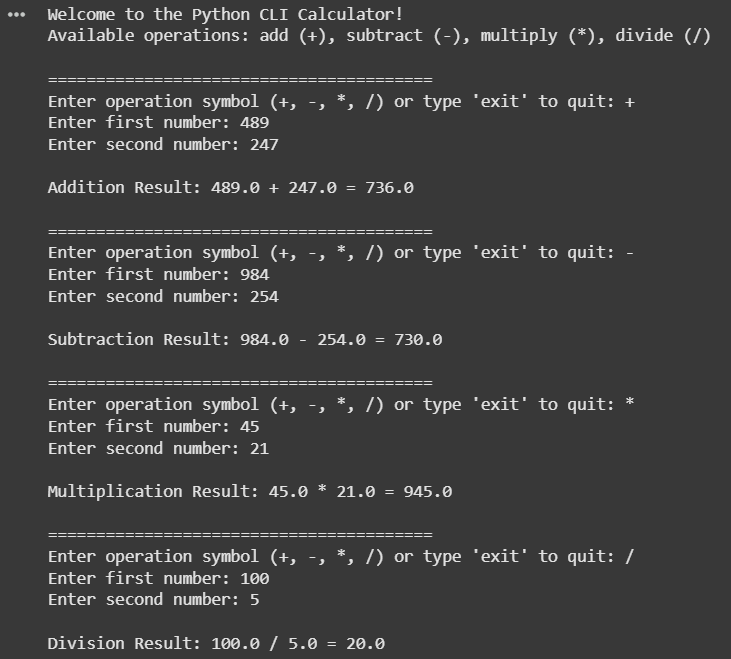 Welcome to the Python CLI Calculator!
Available operations: add (+), subtract (-), multiply (*), divide (/)
========================================
Enter operation symbol (+, -, *, /) or type 'exit' to quit: +
Enter first number: 489
Enter second number: 247
Addition Result: 489.0 + 247.0 = 736.0
========================================
Enter operation symbol (+, -, *, /) or type 'exit' to quit: -
Enter first number: 984
Enter second number: 254
Subtraction Result: 984.0 - 254.0 = 730.0
========================================
Enter operation symbol (+, -, *, /) or type 'exit' to quit: *
Enter first number: 45
Enter second number: 21
Multiplication Result: 45.0 * 21.0 = 945.0
========================================
Enter operation symbol (+, -, *, /) or type 'exit' to quit: /
Enter first number: 100
Enter second number: 5
Division Result: 100.0 / 5.0 = 20.0